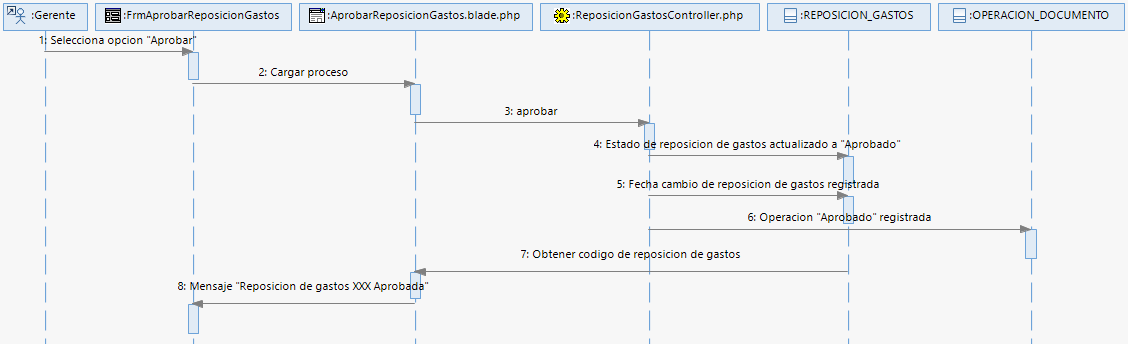 :Gerente
:FrmAprobarReposicionGastos
:AprobarReposicionGastos.blade.php
:ReposicionGastosController.php
:REPOSICION_GASTOS
:OPERACION_DOCUMENTO
1: Selecciona opcion "Aprobar"
2: Cargar proceso
3: aprobar
4: Estado de reposicion de gastos actualizado a "Aprobado"
5: Fecha cambio de reposicion de gastos registrada
6: Operacion "Aprobado" registrada
7: Obtener codigo de reposicion de gastos
8: Mensaje "Reposicion de gastos XXX Aprobada"